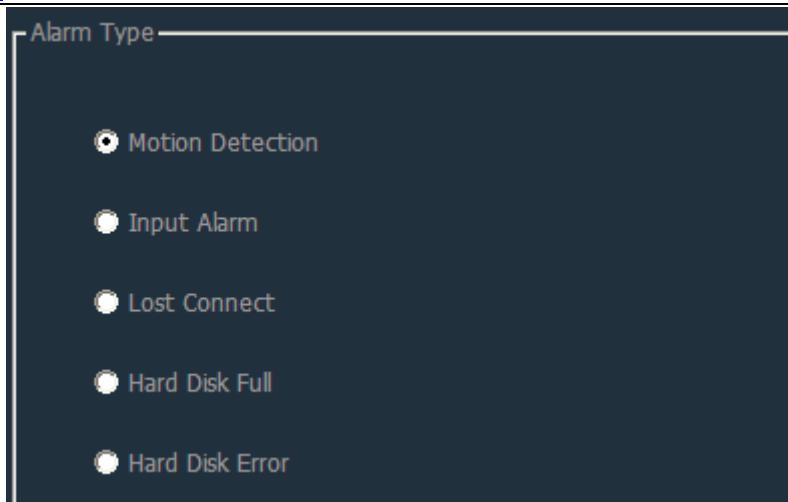 Alarm Type
Motion Detection
Input Alarm
Lost Connect
Hard Disk Full
Hard Disk Error